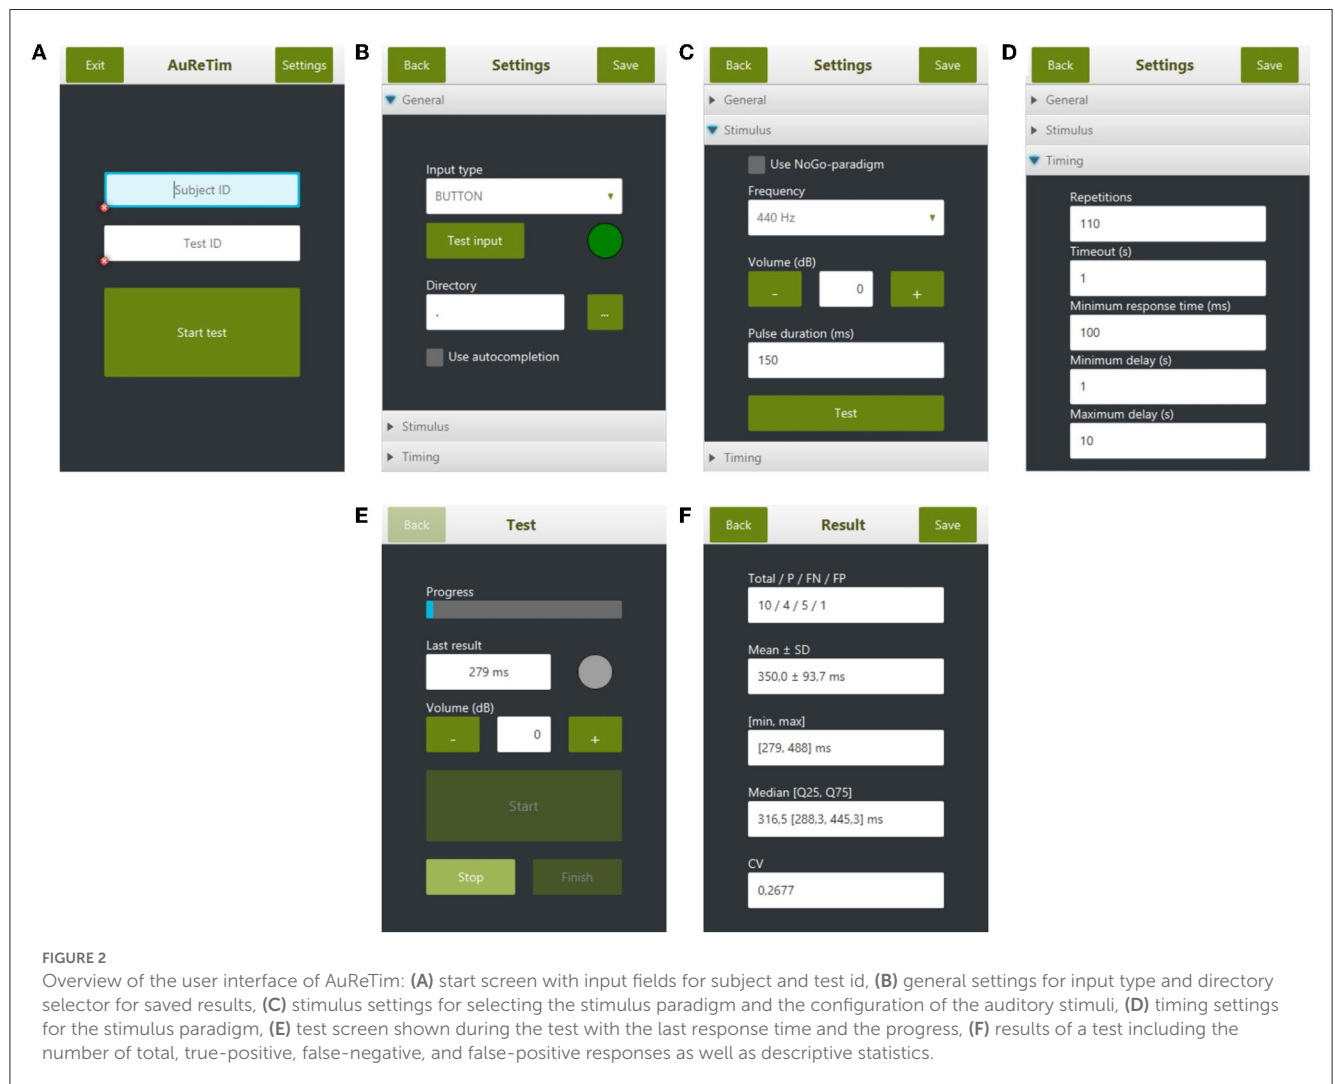 A
Exit
AuReTim
Settings
Subject ID
Test ID
Start test
B
Back
Settings
Save
General
Input type
BUTTON
Test input
Directory
.
...
Use autocompletion
Stimulus
Timing
C
Back
Settings
Save
General
Stimulus
Use NoGo-paradigm
Frequency
440 Hz
Volume (dB)
-
0
+
Pulse duration (ms)
150
Test
Timing
D
Back
Settings
Save
General
Stimulus
Timing
Repetitions
110
Timeout (s)
1
Minimum response time (ms)
100
Minimum delay (s)
1
Maximum delay (s)
10
E
Back
Test
Progress
Last result
279 ms
Volume (dB)
-
0
+
Start
Stop
Finish
F
Back
Result
Save
Total / P / FN / FP
10 / 4 / 5 / 1
Mean ± SD
350,0 ± 93,7 ms
[min, max]
[279, 488] ms
Median [Q25, Q75]
316,5 [288,3, 445,3] ms
CV
0,2677
FIGURE 2
Overview of the user interface of AuReTim: (A) start screen with input fields for subject and test id, (B) general settings for input type and directory
selector for saved results, (C) stimulus settings for selecting the stimulus paradigm and the configuration of the auditory stimuli, (D) timing settings
for the stimulus paradigm, (E) test screen shown during the test with the last response time and the progress, (F) results of a test including the
number of total, true-positive, false-negative, and false-positive responses as well as descriptive statistics.